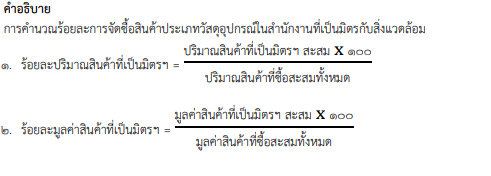 คำอธิบาย
การคำนวณร้อยละการจัดซื้อสินค้าประเภทวัสดุอุปกรณ์ในสำนักงานที่เป็นมิตรกับสิ่งแวดล้อม
ปริมาณสินค้าที่เป็นมิตรฯ สะสม X ๑๐๐
๑. ร้อยละปริมาณสินค้าที่เป็นมิตรฯ =
ปริมาณสินค้าที่ซื้อสะสมทั้งหมด
มูลค่าสินค้าที่เป็นมิตรฯ สะสม X ๑๐๐
๒. ร้อยละมูลค่าสินค้าที่เป็นมิตรฯ =
มูลค่าสินค้าที่ซื้อสะสมทั้งหมด